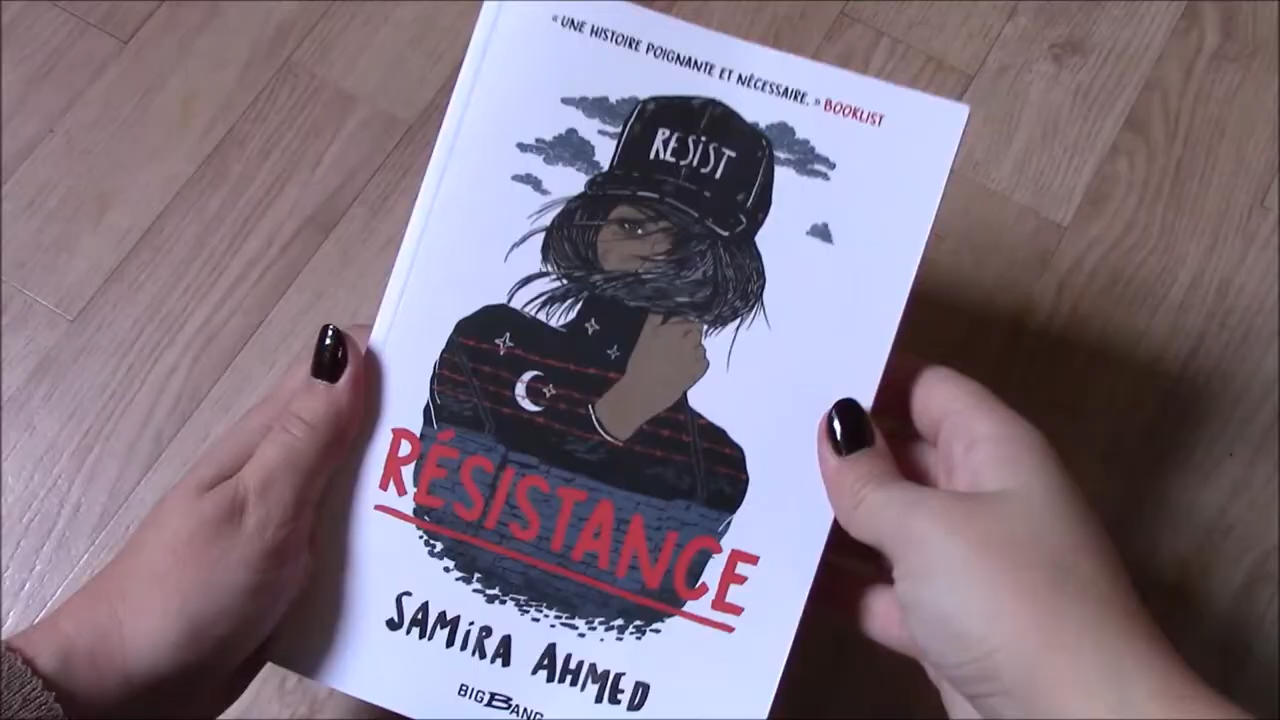 « UNE HISTOIRE POIGNANTE ET NÉCESSAIRE. » BOOKLIST
RESIST
RÉSISTANCE
SAMIRA AHMED
BIGBANG